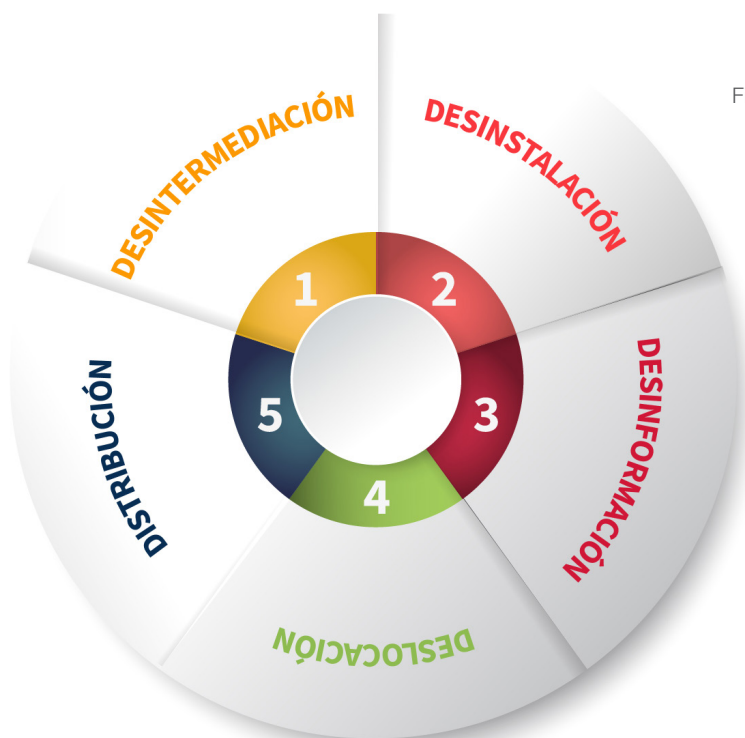 F
DESINTERMEDIACIÓN
1
DESINSTALACIÓN
2
DESINFORMACIÓN
3
DESLOCACIÓN
4
DISTRIBUCIÓN
5